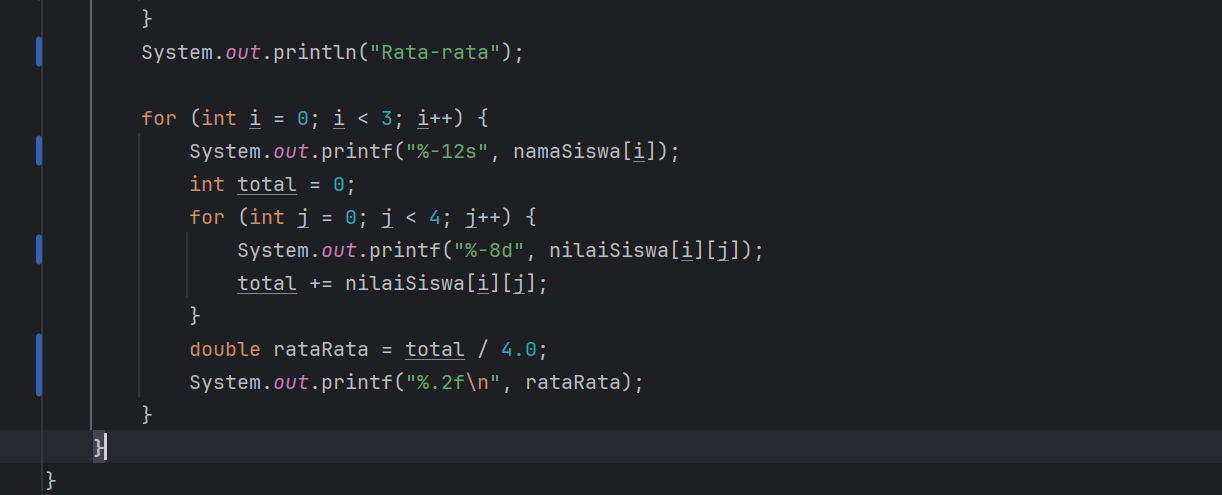 }
System.out.println("Rata-rata");
for (int i = 0; i < 3; i++) {
System.out.printf("%-12s", namaSiswa[i]);
int total = 0;
for (int j = 0; j < 4; j++) {
System.out.printf("%-8d", nilaiSiswa[i][j]);
total += nilaiSiswa[i][j];
}
double rataRata = total / 4.0;
System.out.printf("%.2f\n", rataRata);
}
}
}